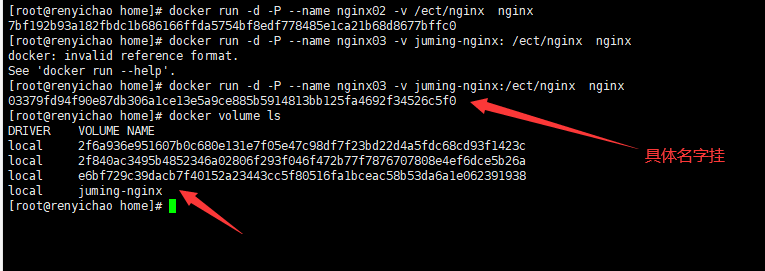 [root@renyichao home]# docker run -d -P --name nginx02 -v /ect/nginx  nginx
7bf192b93a182fbdc1b686166ffda5754bf8edf778485e1ca21b68d8677bffc0
[root@renyichao home]# docker run -d -P --name nginx03 -v juming-nginx: /ect/nginx  nginx
docker: invalid reference format.
See 'docker run --help'.
[root@renyichao home]# docker run -d -P --name nginx03 -v juming-nginx:/ect/nginx  nginx
03379fd94f90e87db306a1ce13e5a9ce885b5914813bb125fa4692f34526c5f0
[root@renyichao home]# docker volume ls
DRIVER    VOLUME NAME
local     2f6a936e951607b0c680e131e7f05e47c98df7f23bd22d4a5fdc68cd93f1423c
local     2f840ac3495b4852346a02806f293f046f472b77f7876707808e4ef6dce5b26a
具体名字挂
local     e6bf729c39dacb7f40152a23443cc5f80516fa1bceac58b53da6a1e062391938
local     juming-nginx
[root@renyichao home]#